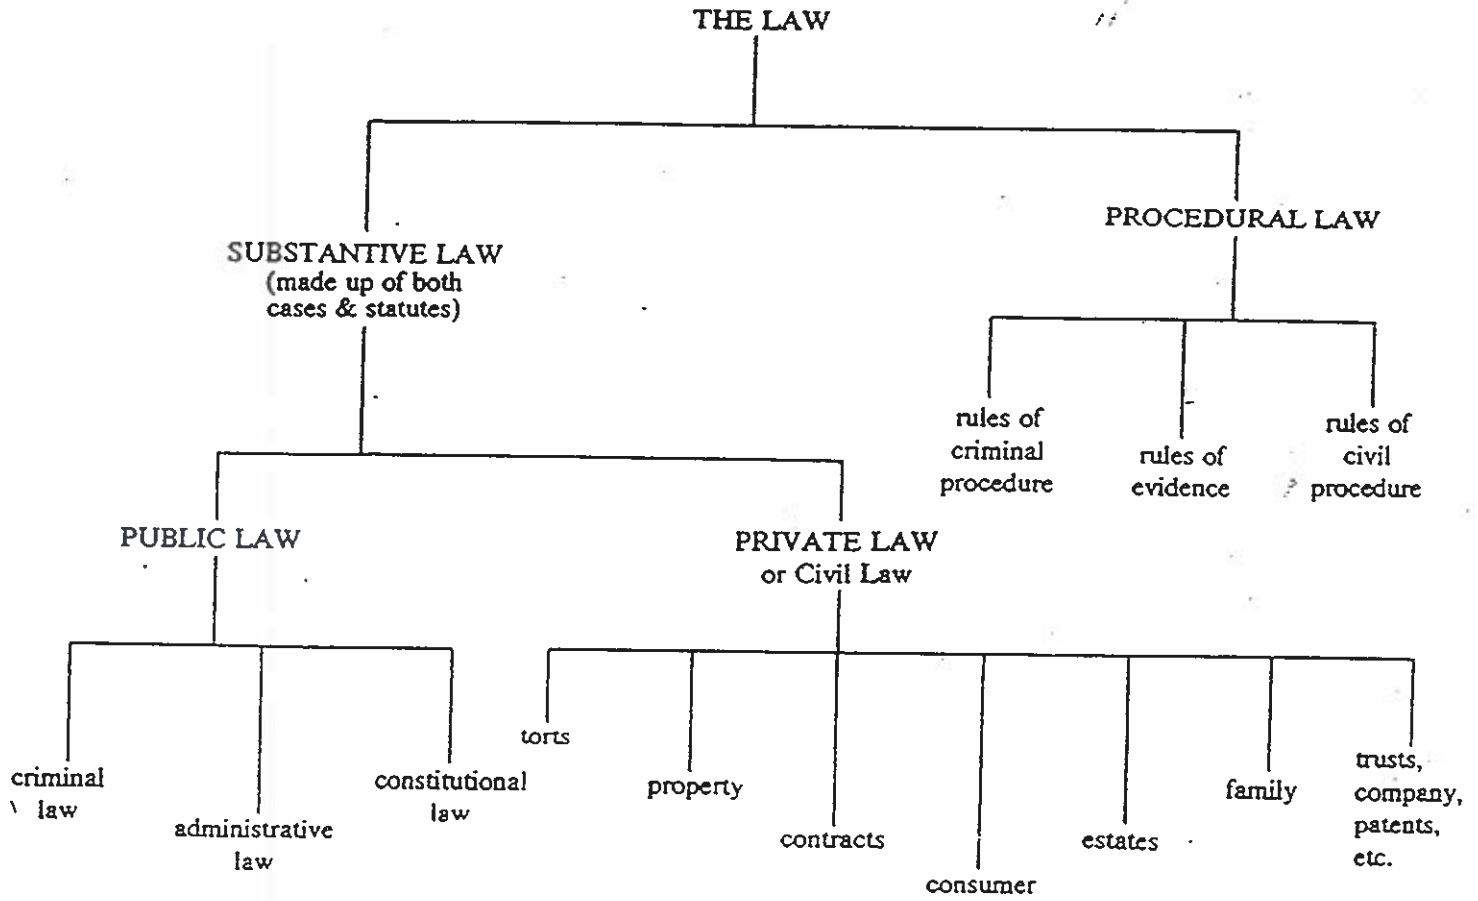 THE LAW
PROCEDURAL LAW
SUBSTANTIVE LAW
(made up of both
cases & statutes)
rules of
criminal
procedure
rules of
evidence
rules of
civil
procedure
PUBLIC LAW
PRIVATE LAW
or Civil Law
criminal
law
administrative
law
constitutional
law
torts
property
contracts
consumer
estates
family
trusts,
company,
patents,
etc.